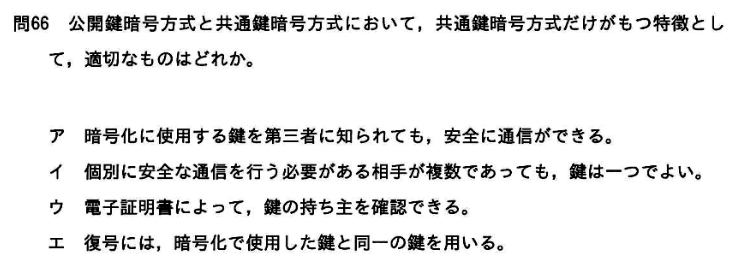 問66 公開鍵暗号方式と共通鍵暗号方式において，共通鍵暗号方式だけがもつ特徴とし
て，適切なものはどれか。
ア 暗号化に使用する鍵を第三者に知られても，安全に通信ができる。
イ 個別に安全な通信を行う必要がある相手が複数であっても，鍵は一つでよい。
ウ 電子証明書によって，鍵の持ち主を確認できる。
エ 復号には，暗号化で使用した鍵と同一の鍵を用いる。